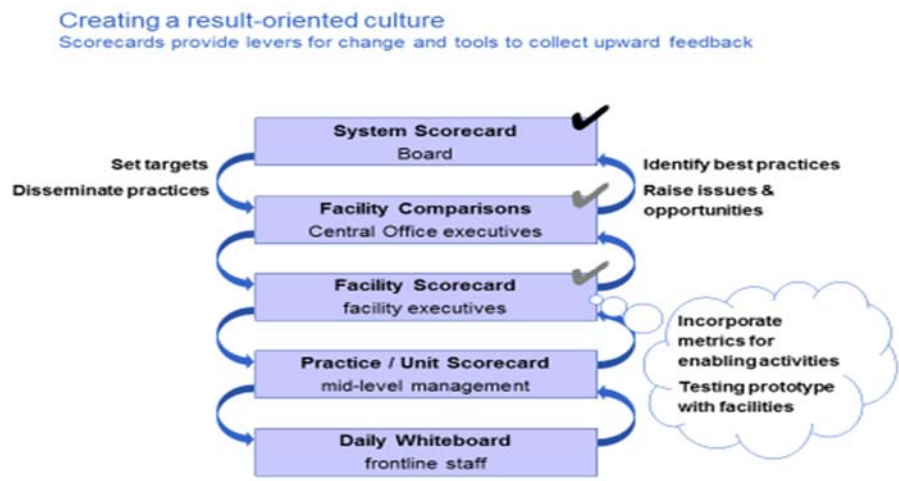 Creating a result-oriented culture
Scorecards provide levers for change and tools to collect upward feedback
System Scorecard
Board
Set targets
Disseminate practices
Identify best practices
Raise issues &
opportunities
Facility Comparisons
Central Office executives
Facility Scorecard
facility executives
Incorporate
metrics for
enabling activities
Testing prototype
with facilities
Practice / Unit Scorecard
mid-level management
Daily Whiteboard
frontline staff